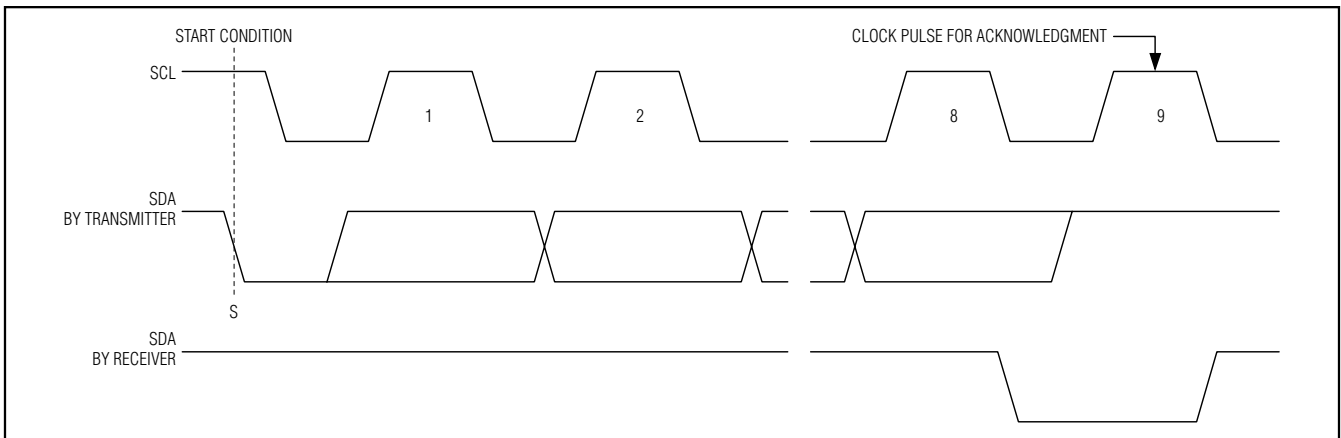 START CONDITION
CLOCK PULSE FOR ACKNOWLEDGMENT
SCL
1
2
8
9
SDA
BY TRANSMITTER
S
SDA
BY RECEIVER